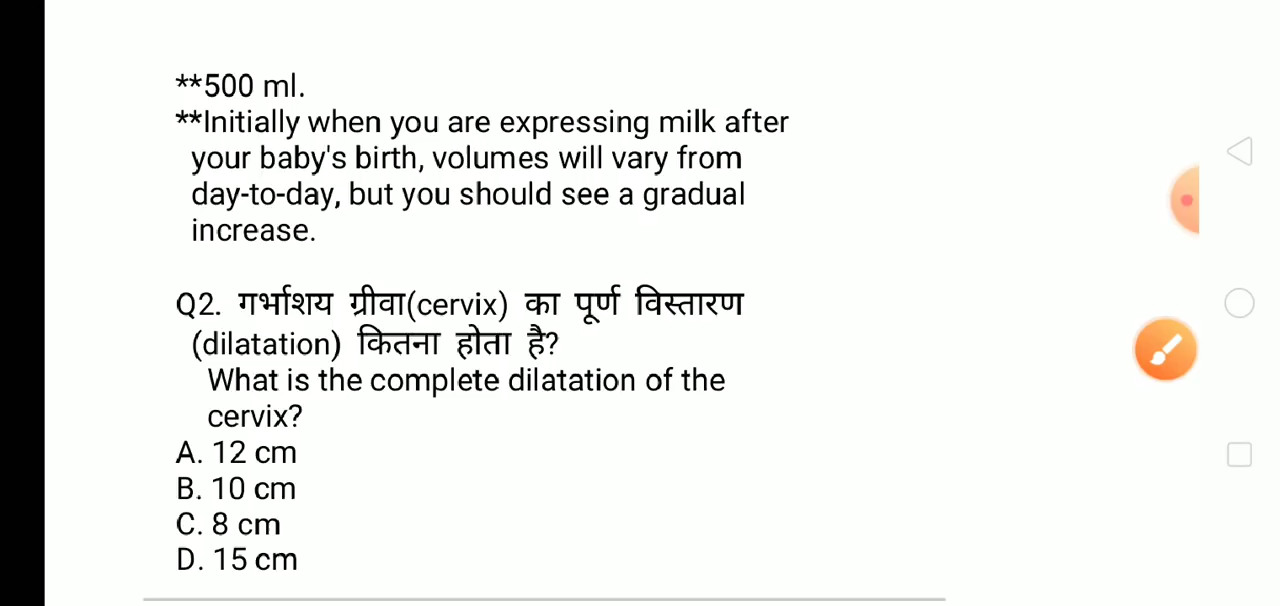 **500 ml.
**Initially when you are expressing milk after
your baby's birth, volumes will vary from
day-to-day, but you should see a gradual
increase.
Q2. गर्भाशय ग्रीवा(cervix) का पूर्ण विस्तारण
(dilatation) कितना होता है?
What is the complete dilatation of the
cervix?
A. 12 cm
B. 10 cm
C. 8 cm
D. 15 cm